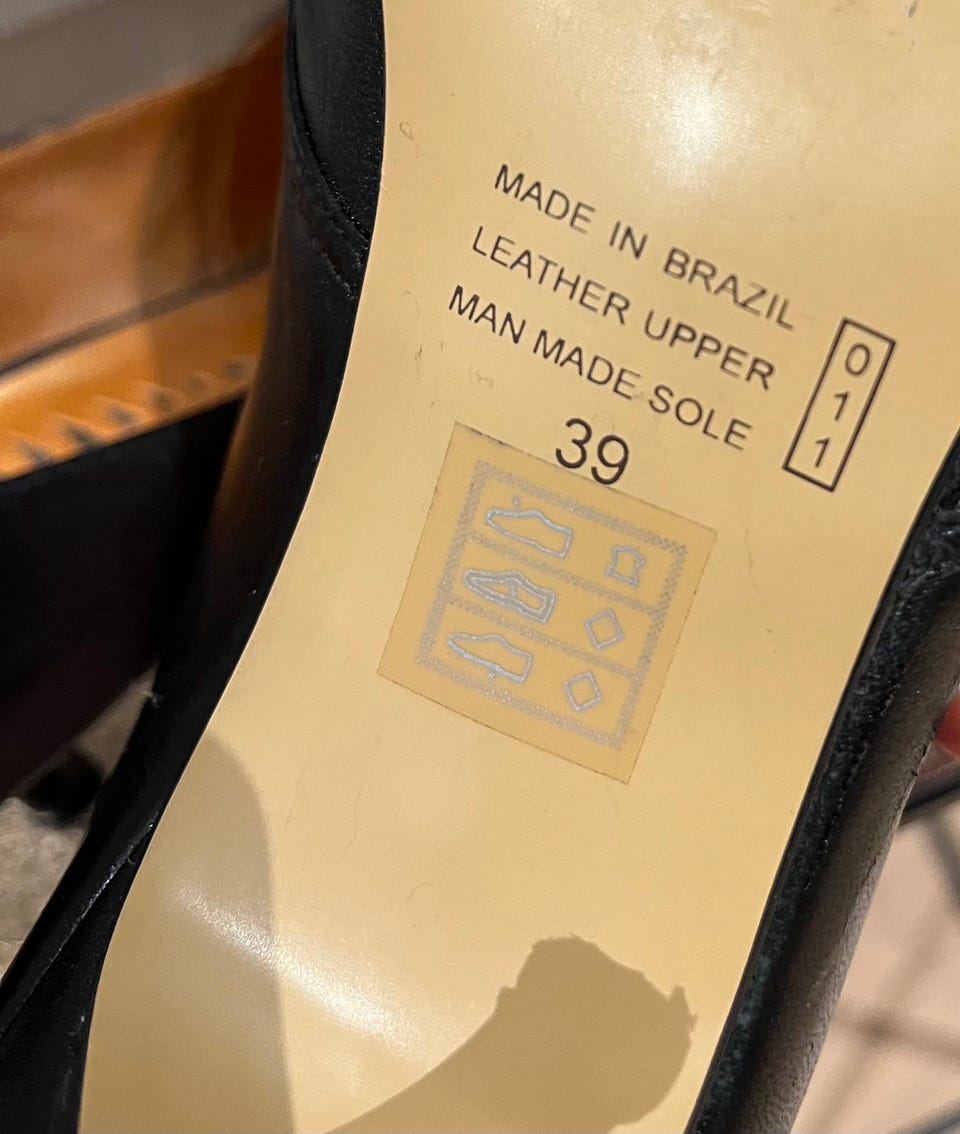 MADE IN BRAZIL
LEATHER UPPER
MAN MADE SOLE
39
0
1
1